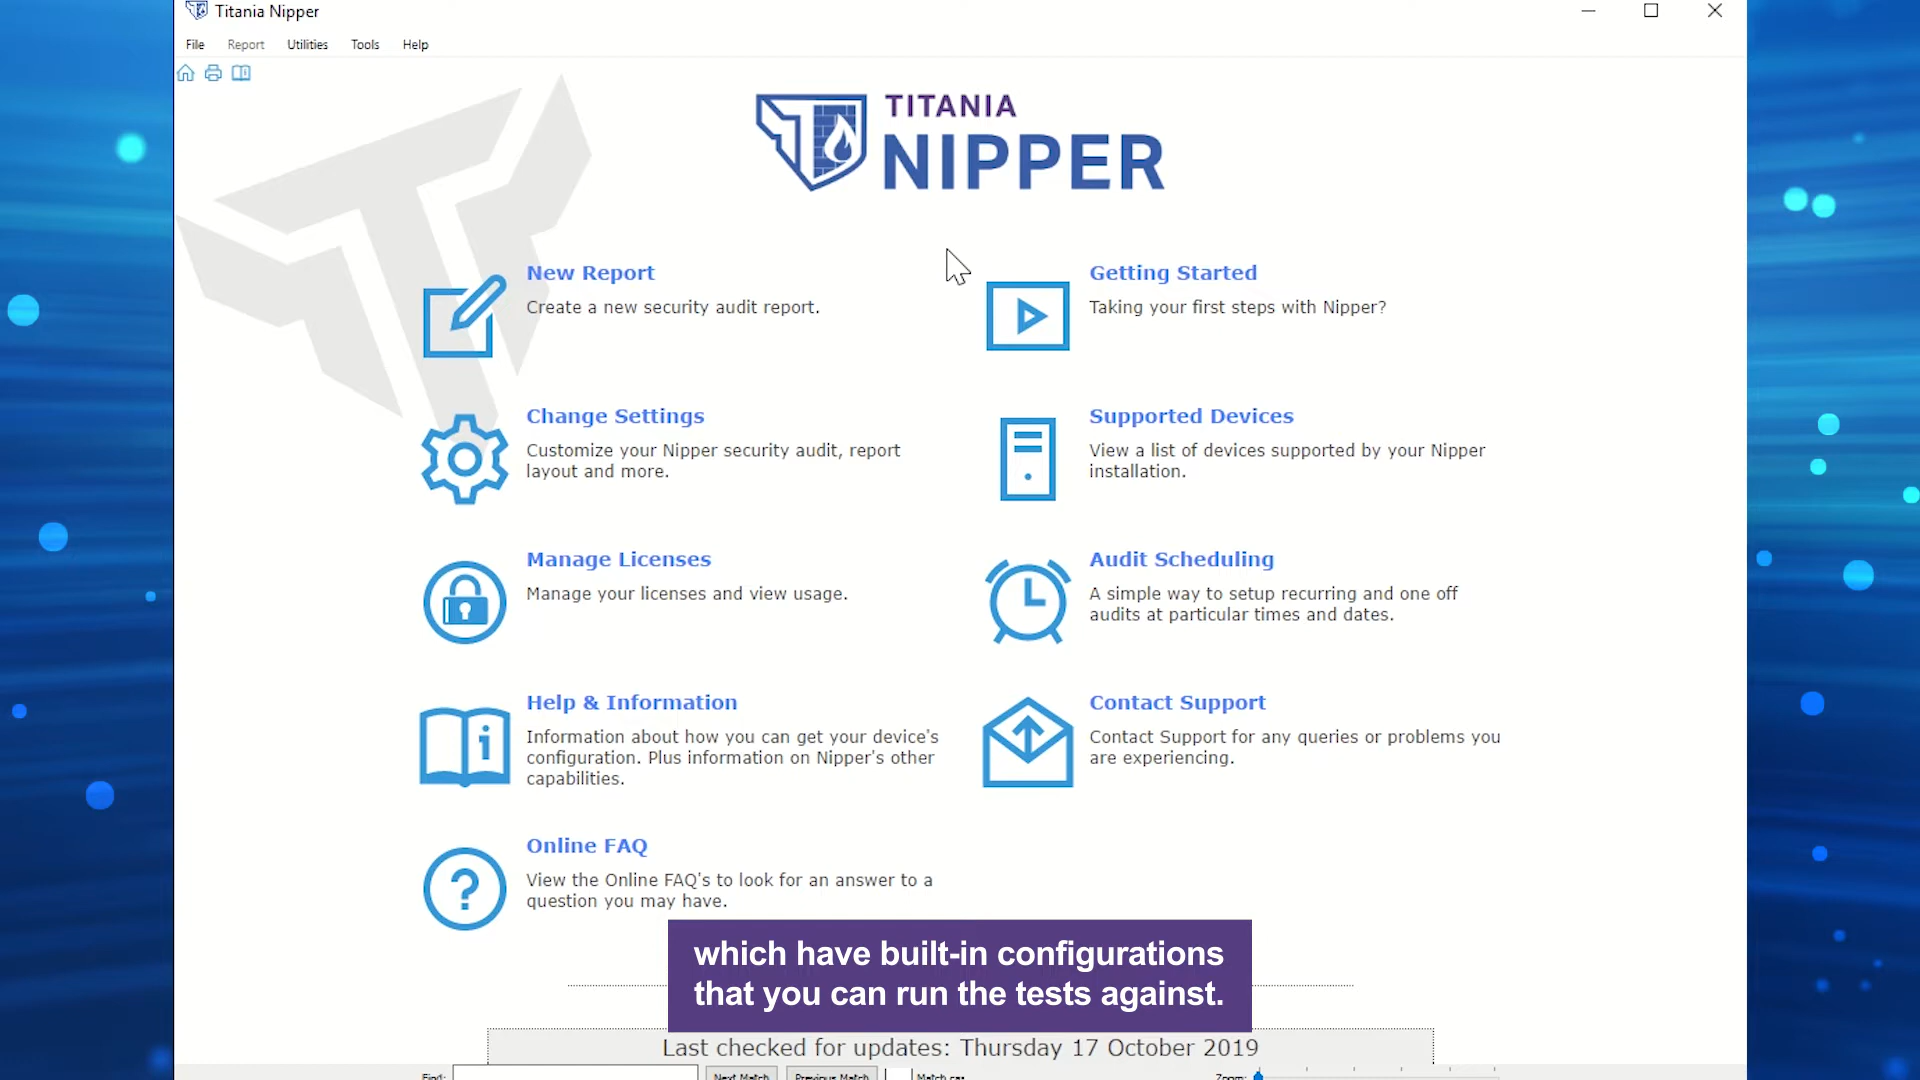 Titania Nipper
File Report Utilities Tools Help
TITANIA
NIPPER
New Report
Create a new security audit report.
Getting Started
Taking your first steps with Nipper?
Change Settings
Customize your Nipper security audit, report
layout and more.
Supported Devices
View a list of devices supported by your Nipper
installation.
Manage Licenses
Manage your licenses and view usage.
Audit Scheduling
A simple way to setup recurring and one off
audits at particular times and dates.
Help & Information
Information about how you can get your device's
configuration. Plus information on Nipper's other
capabilities.
Contact Support
Contact Support for any queries or problems you
are experiencing.
Online FAQ
View the Online FAQ's to look for an answer to a
question you may have.
which have built-in configurations
that you can run the tests against.
Last checked for updates: Thursday 17 October 2019
Find: Next Match Previous Match Match Zoom: